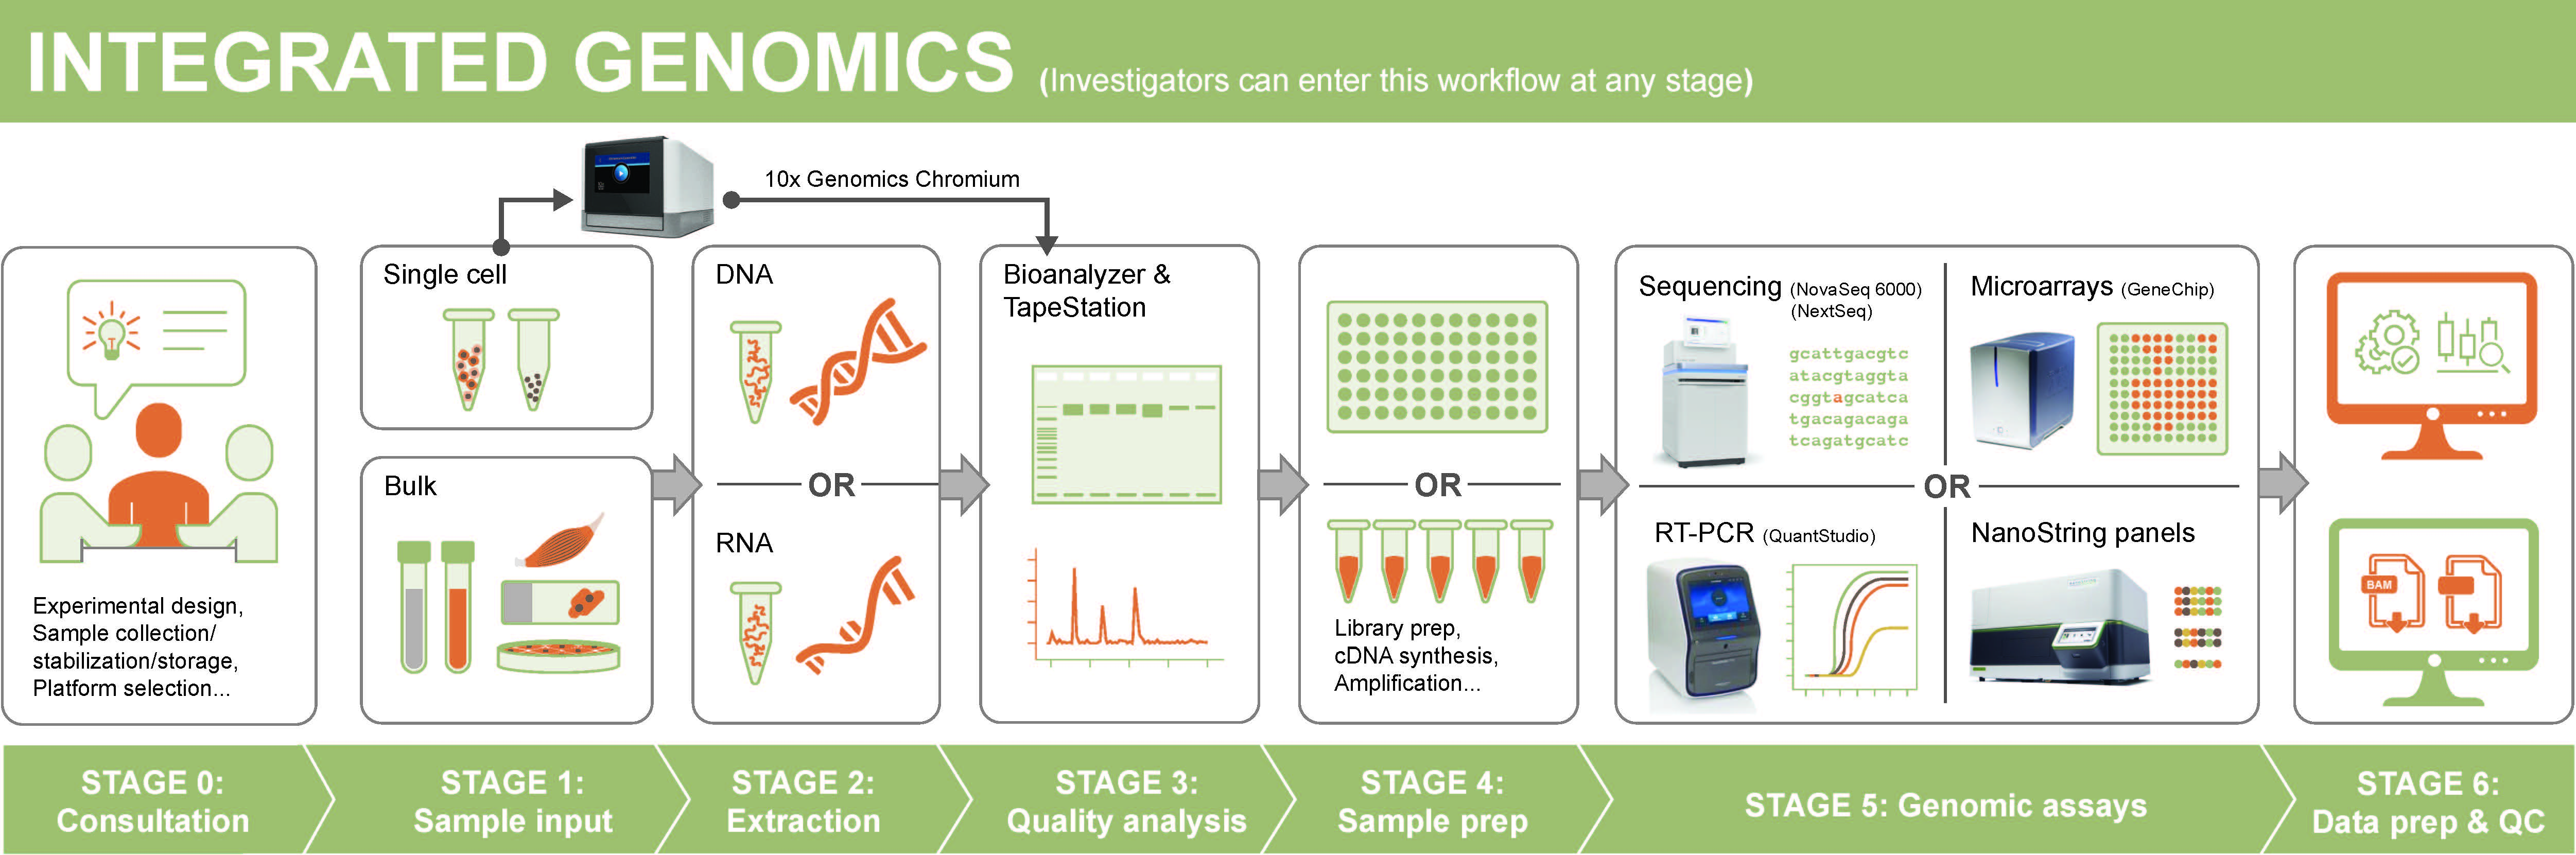 INTEGRATED GENOMICS (Investigators can enter this workflow at any stage)
10x Genomics Chromium
Experimental design,
Sample collection/
stabilization/storage,
Platform selection...
Single cell
Bulk
DNA
OR
RNA
Bioanalyzer &
TapeStation
OR
Library prep,
cDNA synthesis,
Amplification...
Sequencing (NovaSeq 6000)
(NextSeq)
gcattgacgtc
atacgtaggta
cggtagcatca
tgacagacaga
tcagatgcatc
Microarrays (GeneChip)
OR
RT-PCR (QuantStudio)
NanoString panels
BAM
STAGE 0:
Consultation
STAGE 1:
Sample input
STAGE 2:
Extraction
STAGE 3:
Quality analysis
STAGE 4:
Sample prep
STAGE 5: Genomic assays
STAGE 6:
Data prep & QC